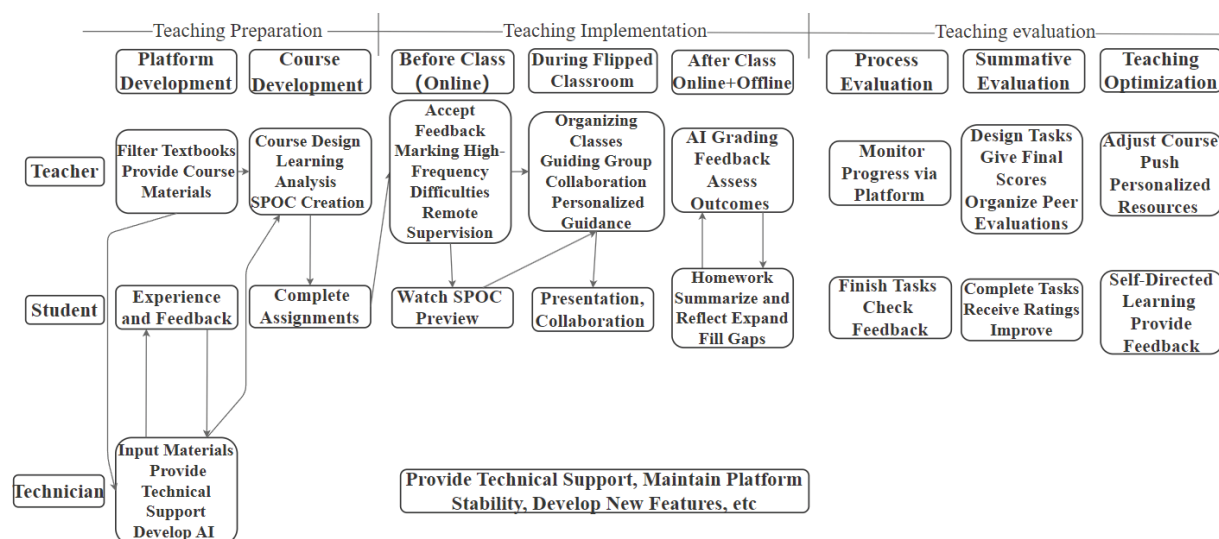 Teaching Preparation
Teaching Implementation
Teaching evaluation
Platform
Development
Course
Development
Before Class
(Online)
During Flipped
Classroom
After Class
Online+Offline
Process
Evaluation
Summative
Evaluation
Teaching
Optimization
Teacher
Filter Textbooks
Provide Course
Materials
Course Design
Learning
Analysis
SPOC Creation
Accept
Feedback
Marking High-
Frequency
Difficulties
Remote
Supervision
Organizing
Classes
Guiding Group
Collaboration
Personalized
Guidance
AI Grading
Feedback
Assess
Outcomes
Monitor
Progress via
Platform
Design Tasks
Give Final
Scores
Organize Peer
Evaluations
Adjust Course
Push
Personalized
Resources
Student
Experience
and Feedback
Complete
Assignments
Watch SPOC
Preview
Presentation,
Collaboration
Homework
Summarize and
Reflect Expand
Fill Gaps
Finish Tasks
Check
Feedback
Complete Tasks
Receive Ratings
Improve
Self-Directed
Learning
Provide
Feedback
Technician
Input Materials
Provide
Technical
Support
Develop AI
Provide Technical Support, Maintain Platform
Stability, Develop New Features, etc